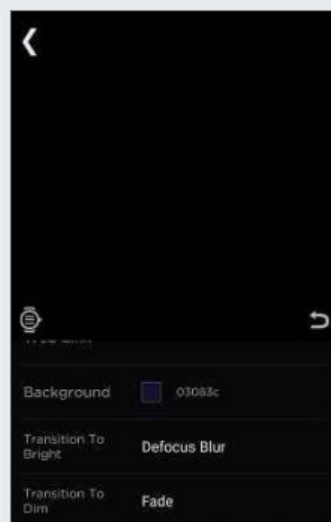 Background
03083c
Transition To
Bright
Defocus Blur
Transition To
Dim
Fade